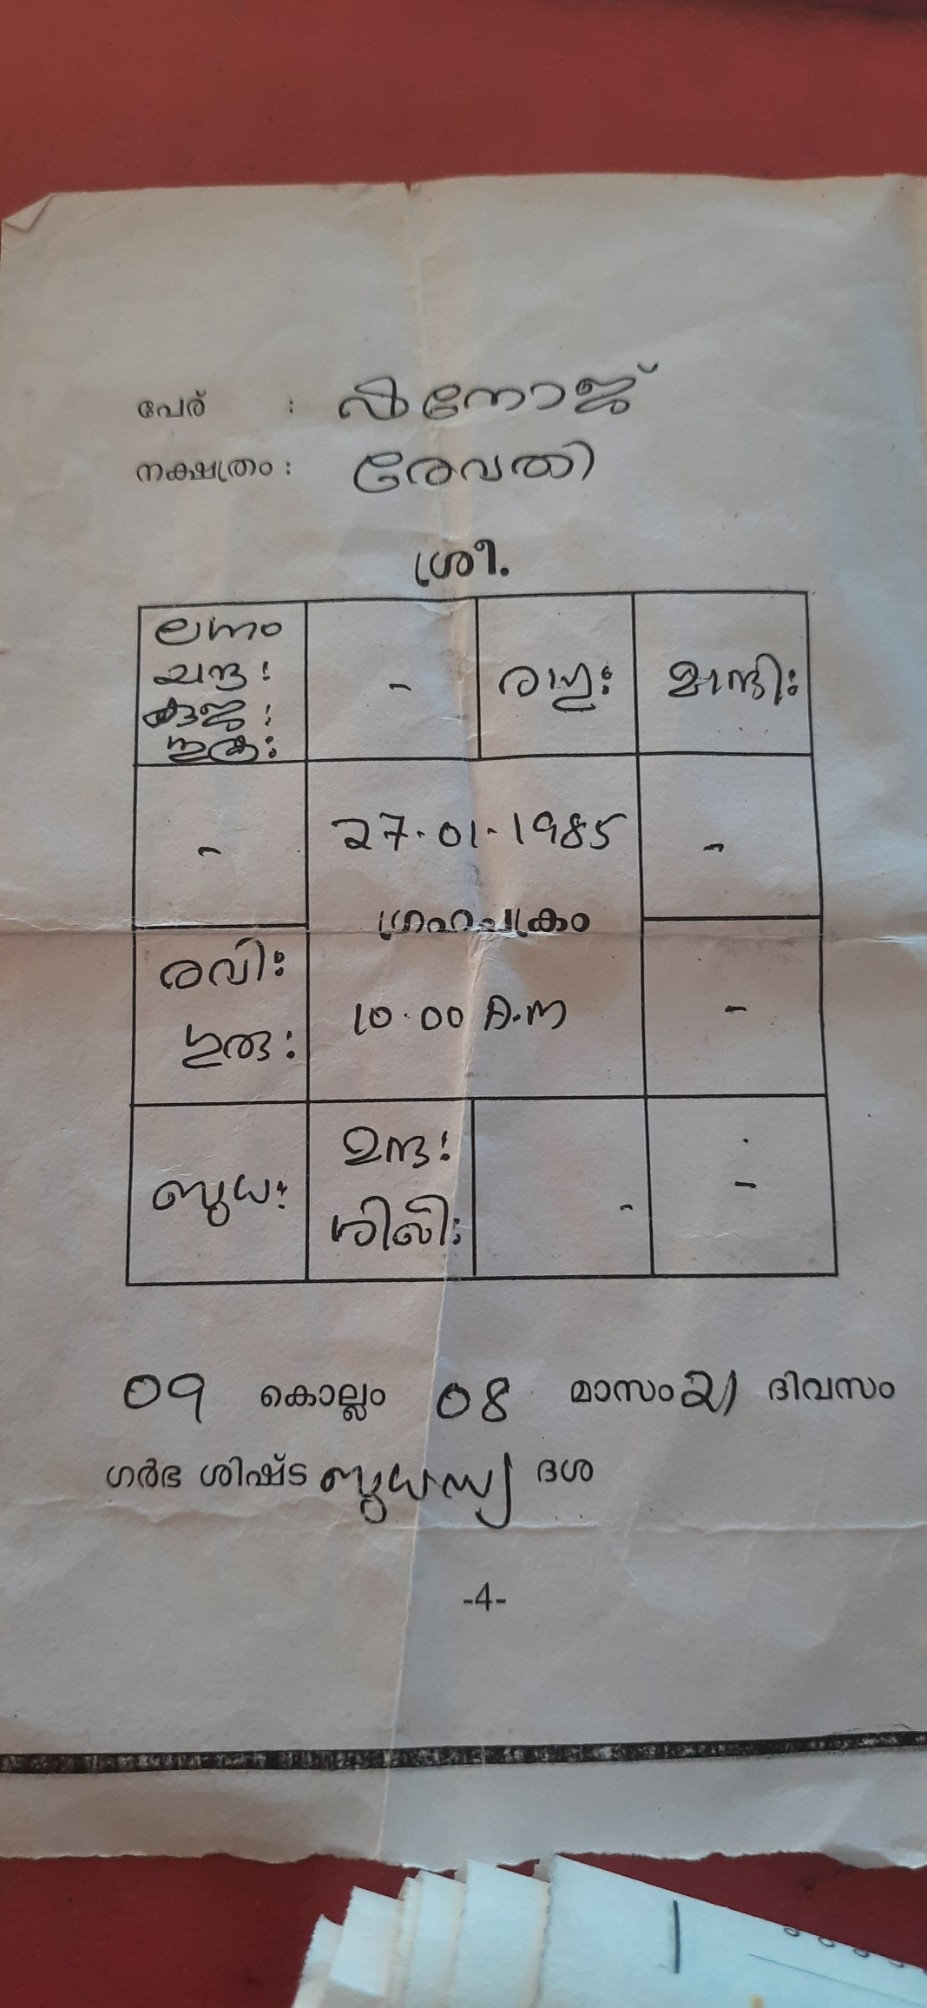 പേര് : ഷിനോജ്
നക്ഷത്രം : രേവതി
ശ്രീ.
ലഗ്നം
ചന്ദ്ര:
കുജ:
ശുക്ര:
-
രാഹു:
മാന്ദി:
-
27-01-1985
-
ഗ്രഹചക്രം
രവി:
ഗുരു:
10.00 A.M
-
ബുധ:
മന്ദ:
ശിഖി:
-
-
09 കൊല്ലം 08 മാസം 21 ദിവസം
ഗർഭ ശിഷ്ട ബുധസ്യ ദശ
-4-